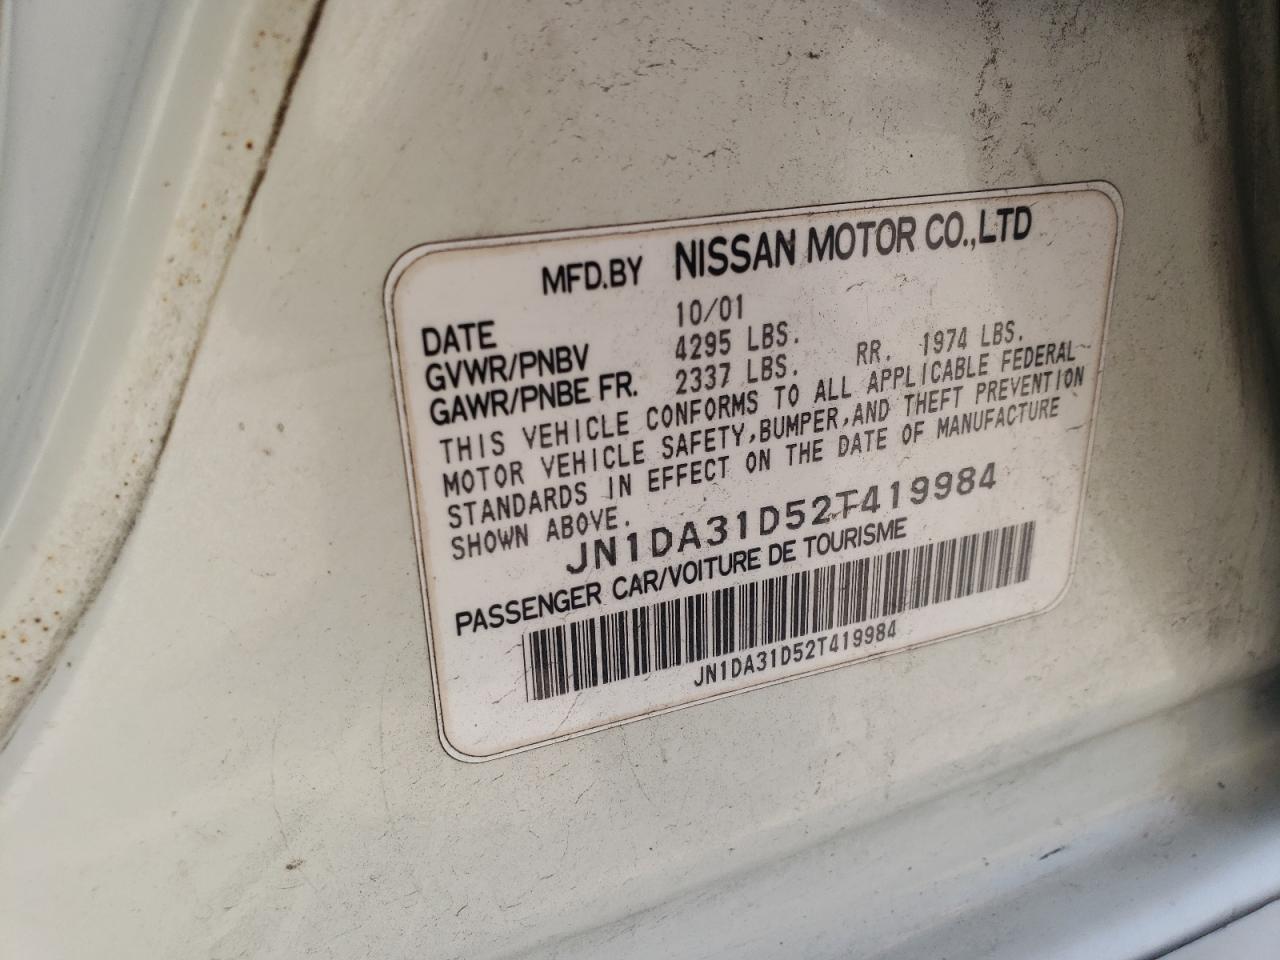 MFD.BY NISSAN MOTOR CO.,LTD
DATE 10/01
GVWR/PNBV 4295 LBS.
GAWR/PNBE FR. 2337 LBS. RR. 1974 LBS.
THIS VEHICLE CONFORMS TO ALL APPLICABLE FEDERAL
MOTOR VEHICLE SAFETY,BUMPER,AND THEFT PREVENTION
STANDARDS IN EFFECT ON THE DATE OF MANUFACTURE
SHOWN ABOVE.
JN1DA31D52T419984
PASSENGER CAR/VOITURE DE TOURISME
JN1DA31D52T419984